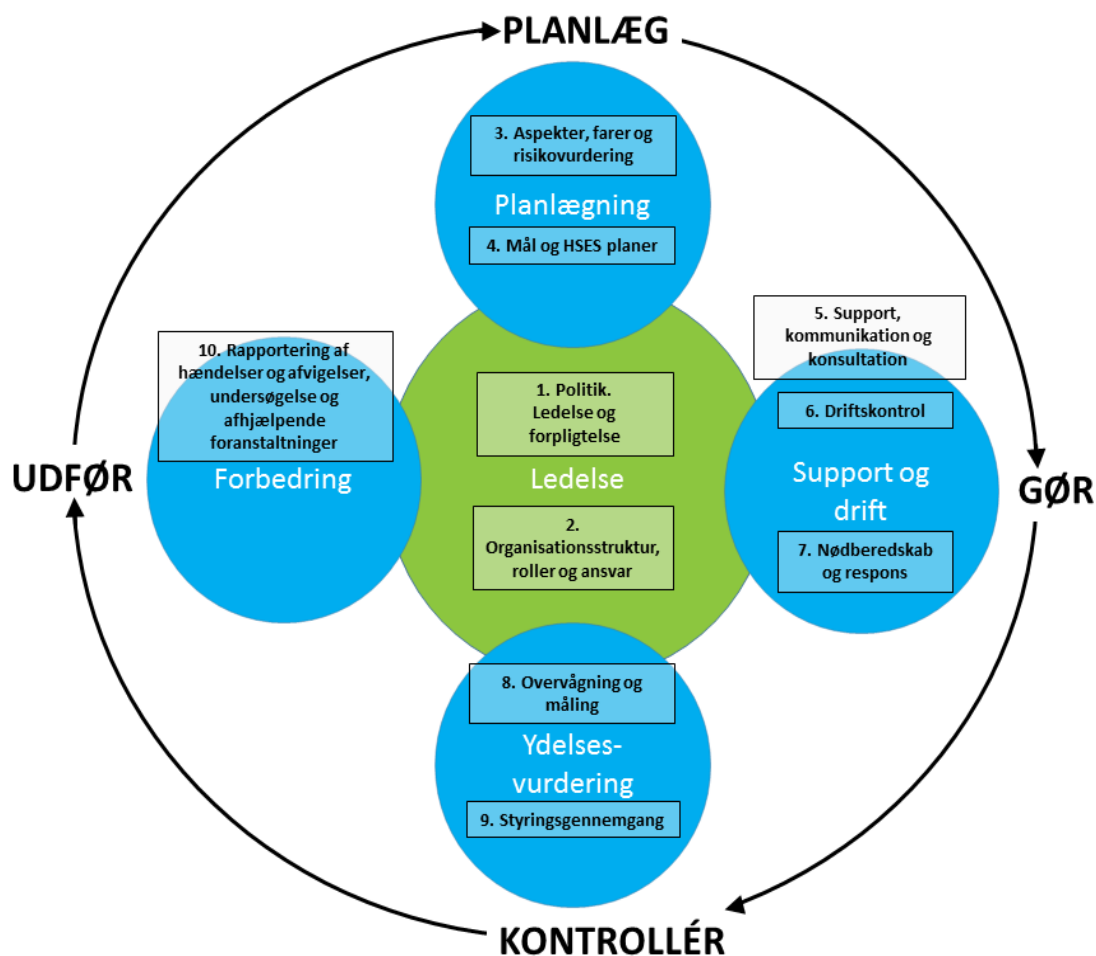 PLANLÆG
3. Aspekter, farer og
risikovurdering
Planlægning
4. Mål og HSES planer
5. Support,
kommunikation og
konsultation
6. Driftskontrol
Support og
drift
7. Nødberedskab
og respons
GØR
10. Rapportering af
hændelser og afvigelser,
undersøgelse og
afhjælpende
foranstaltninger
Forbedring
UDFØR
1. Politik.
Ledelse og
forpligtelse
Ledelse
2.
Organisationsstruktur,
roller og ansvar
8. Overvågning og
måling
Ydelses-
vurdering
9. Styringsgennemgang
KONTROLLÉR